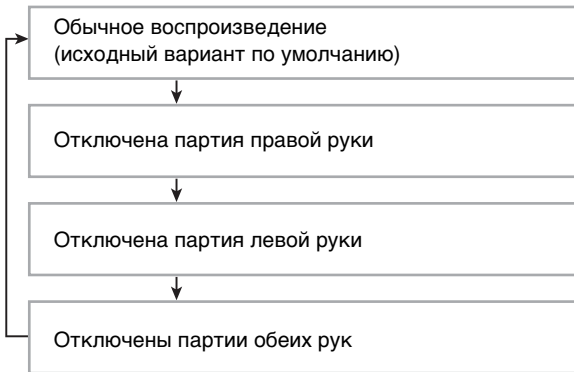 Обычное воспроизведение
(исходный вариант по умолчанию)
Отключена партия правой руки
Отключена партия левой руки
Отключены партии обеих рук